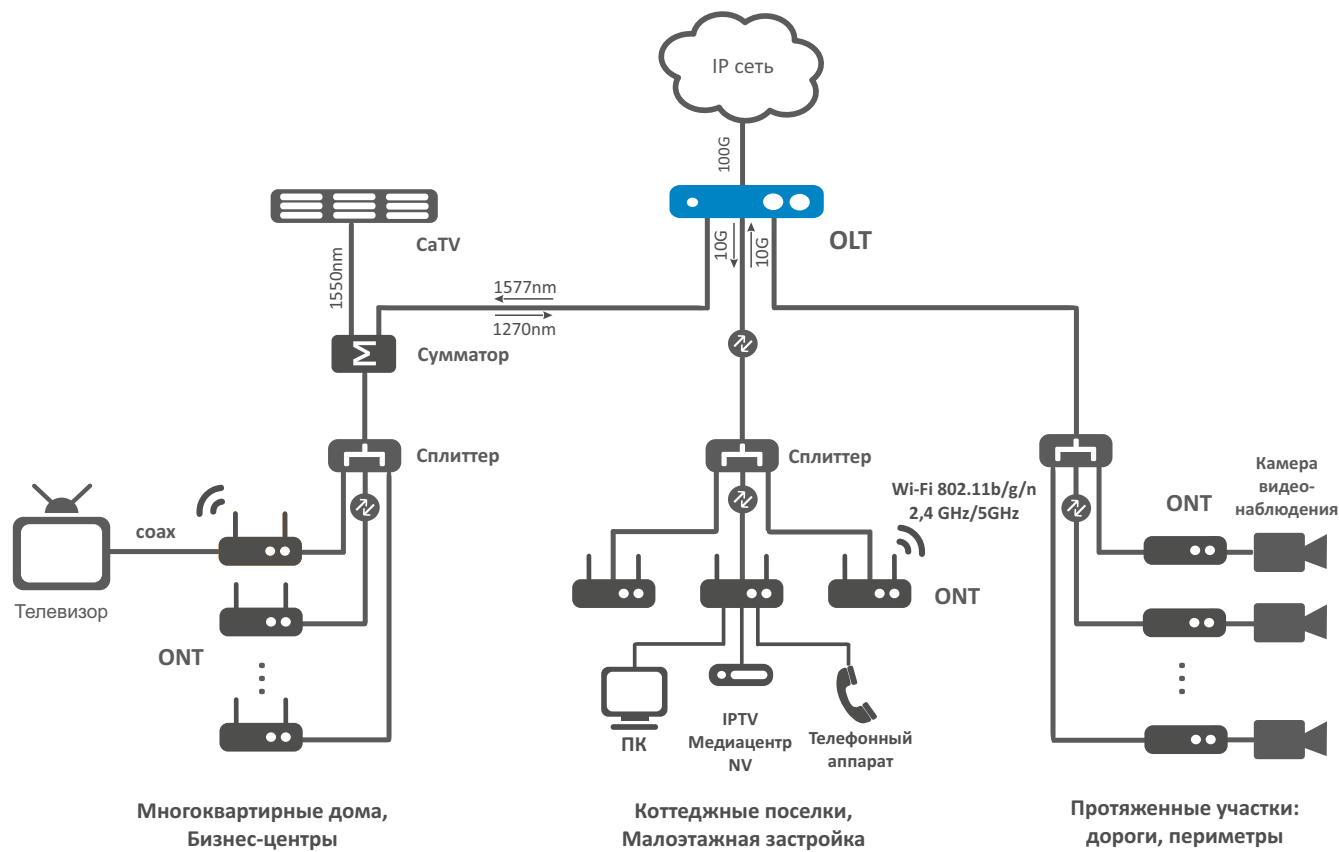 IP сеть
100G
OLT
10G
10G
CaTV
1550nm
1577nm
1270nm
Сумматор
Сплиттер
coax
Телевизор
ONT
Многоквартирные дома,
Бизнес-центры
Сплиттер
Wi-Fi 802.11b/g/n
2,4 GHz/5GHz
ONT
ПК
IPTV
Медиацентр
NV
Телефонный
аппарат
Коттеджные поселки,
Малоэтажная застройка
ONT
Камера
видео-
наблюдения
Протяженные участки:
дороги, периметры